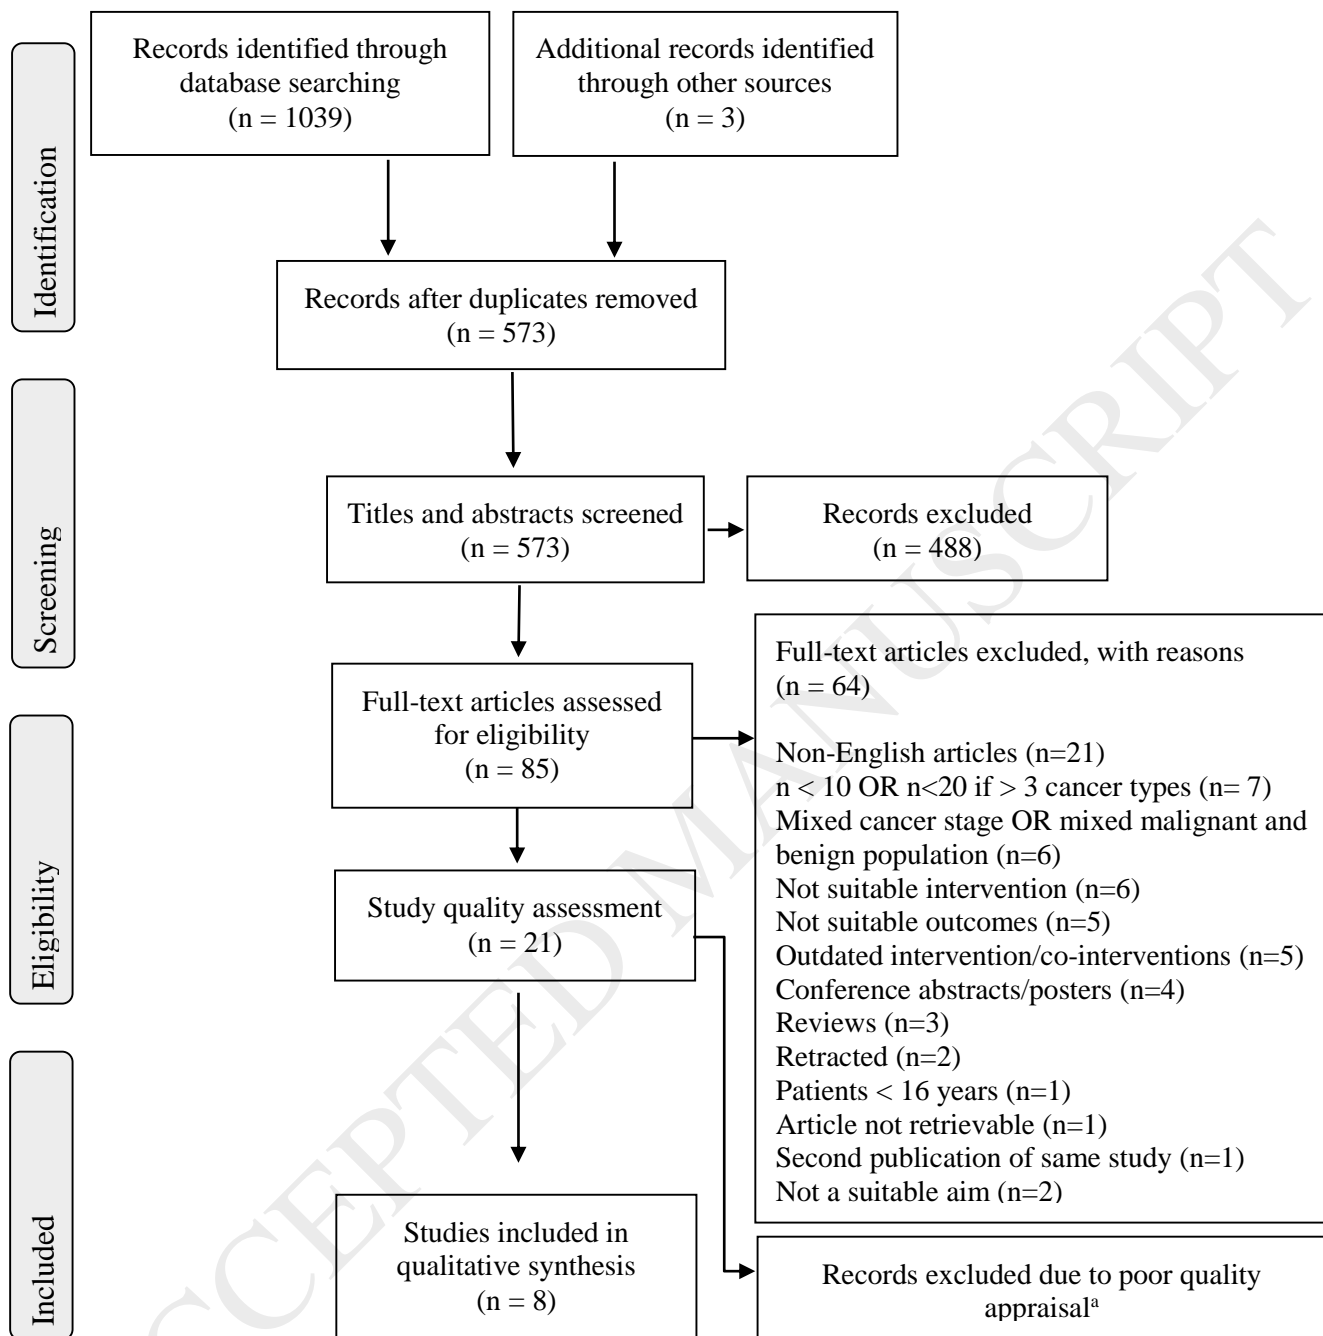 Records identified through
database searching
(n = 1039)
Additional records identified
through other sources
(n = 3)
Identification
Records after duplicates removed
(n = 573)
Screening
Titles and abstracts screened
(n = 573)
Records excluded
(n = 488)
Full-text articles assessed
for eligibility
(n = 85)
Full-text articles excluded, with reasons
(n = 64)
Non-English articles (n=21)
n < 10 OR n<20 if > 3 cancer types (n= 7)
Mixed cancer stage OR mixed malignant and
benign population (n=6)
Not suitable intervention (n=6)
Not suitable outcomes (n=5)
Outdated intervention/co-interventions (n=5)
Conference abstracts/posters (n=4)
Reviews (n=3)
Retracted (n=2)
Patients < 16 years (n=1)
Article not retrievable (n=1)
Second publication of same study (n=1)
Not a suitable aim (n=2)
Eligibility
Study quality assessment
(n = 21)
Included
Studies included in
qualitative synthesis
(n = 8)
Records excluded due to poor quality
appraisalª
CCEPTED MANUSCRIPT